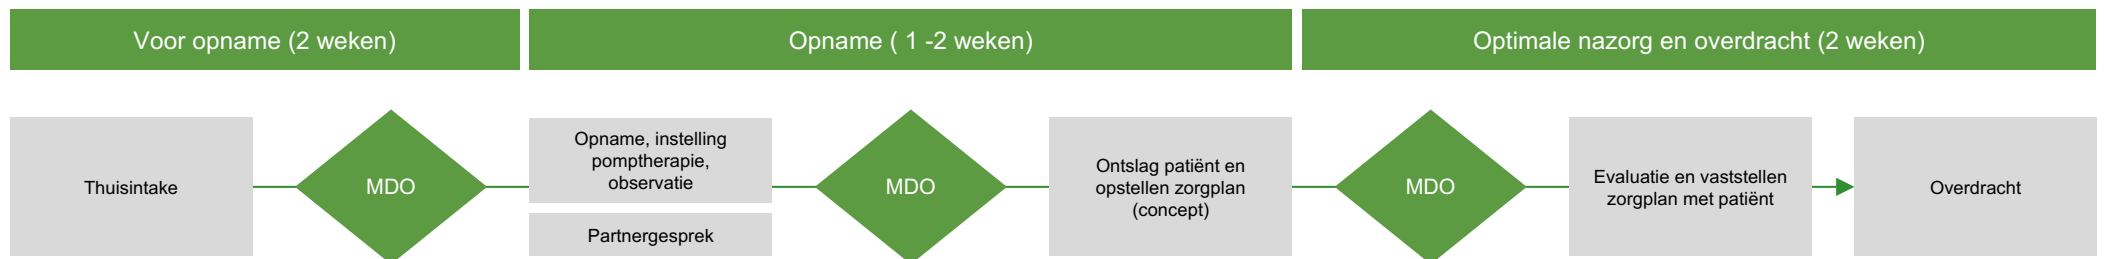 Voor opname (2 weken)
Opname ( 1 -2 weken)
Optimale nazorg en overdracht (2 weken)
Thuisintake
MDO
Opname, instelling
pomptherapie,
observatie
Partnergesprek
MDO
Ontslag patiënt en
opstellen zorgplan
(concept)
MDO
Evaluatie en vaststellen
zorgplan met patiënt
Overdracht